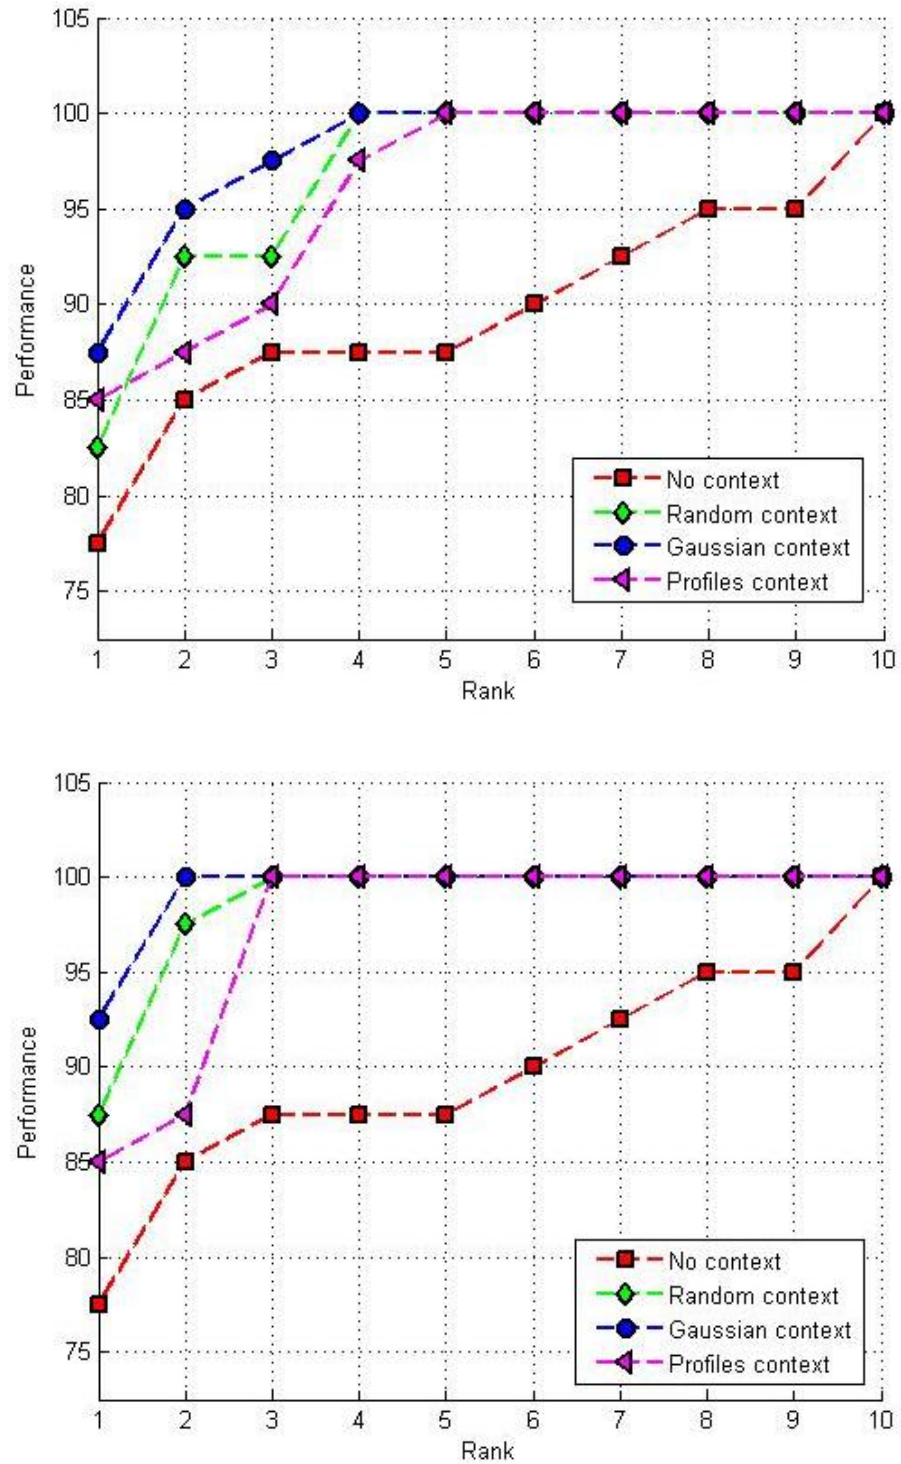 105
100
95
90
85
80
75
Performance
No context
Random context
Gaussian context
Profiles context
1 2 3 4 5 6 7 8 9 10
Rank
105
100
95
90
85
80
75
Performance
No context
Random context
Gaussian context
Profiles context
1 2 3 4 5 6 7 8 9 10
Rank